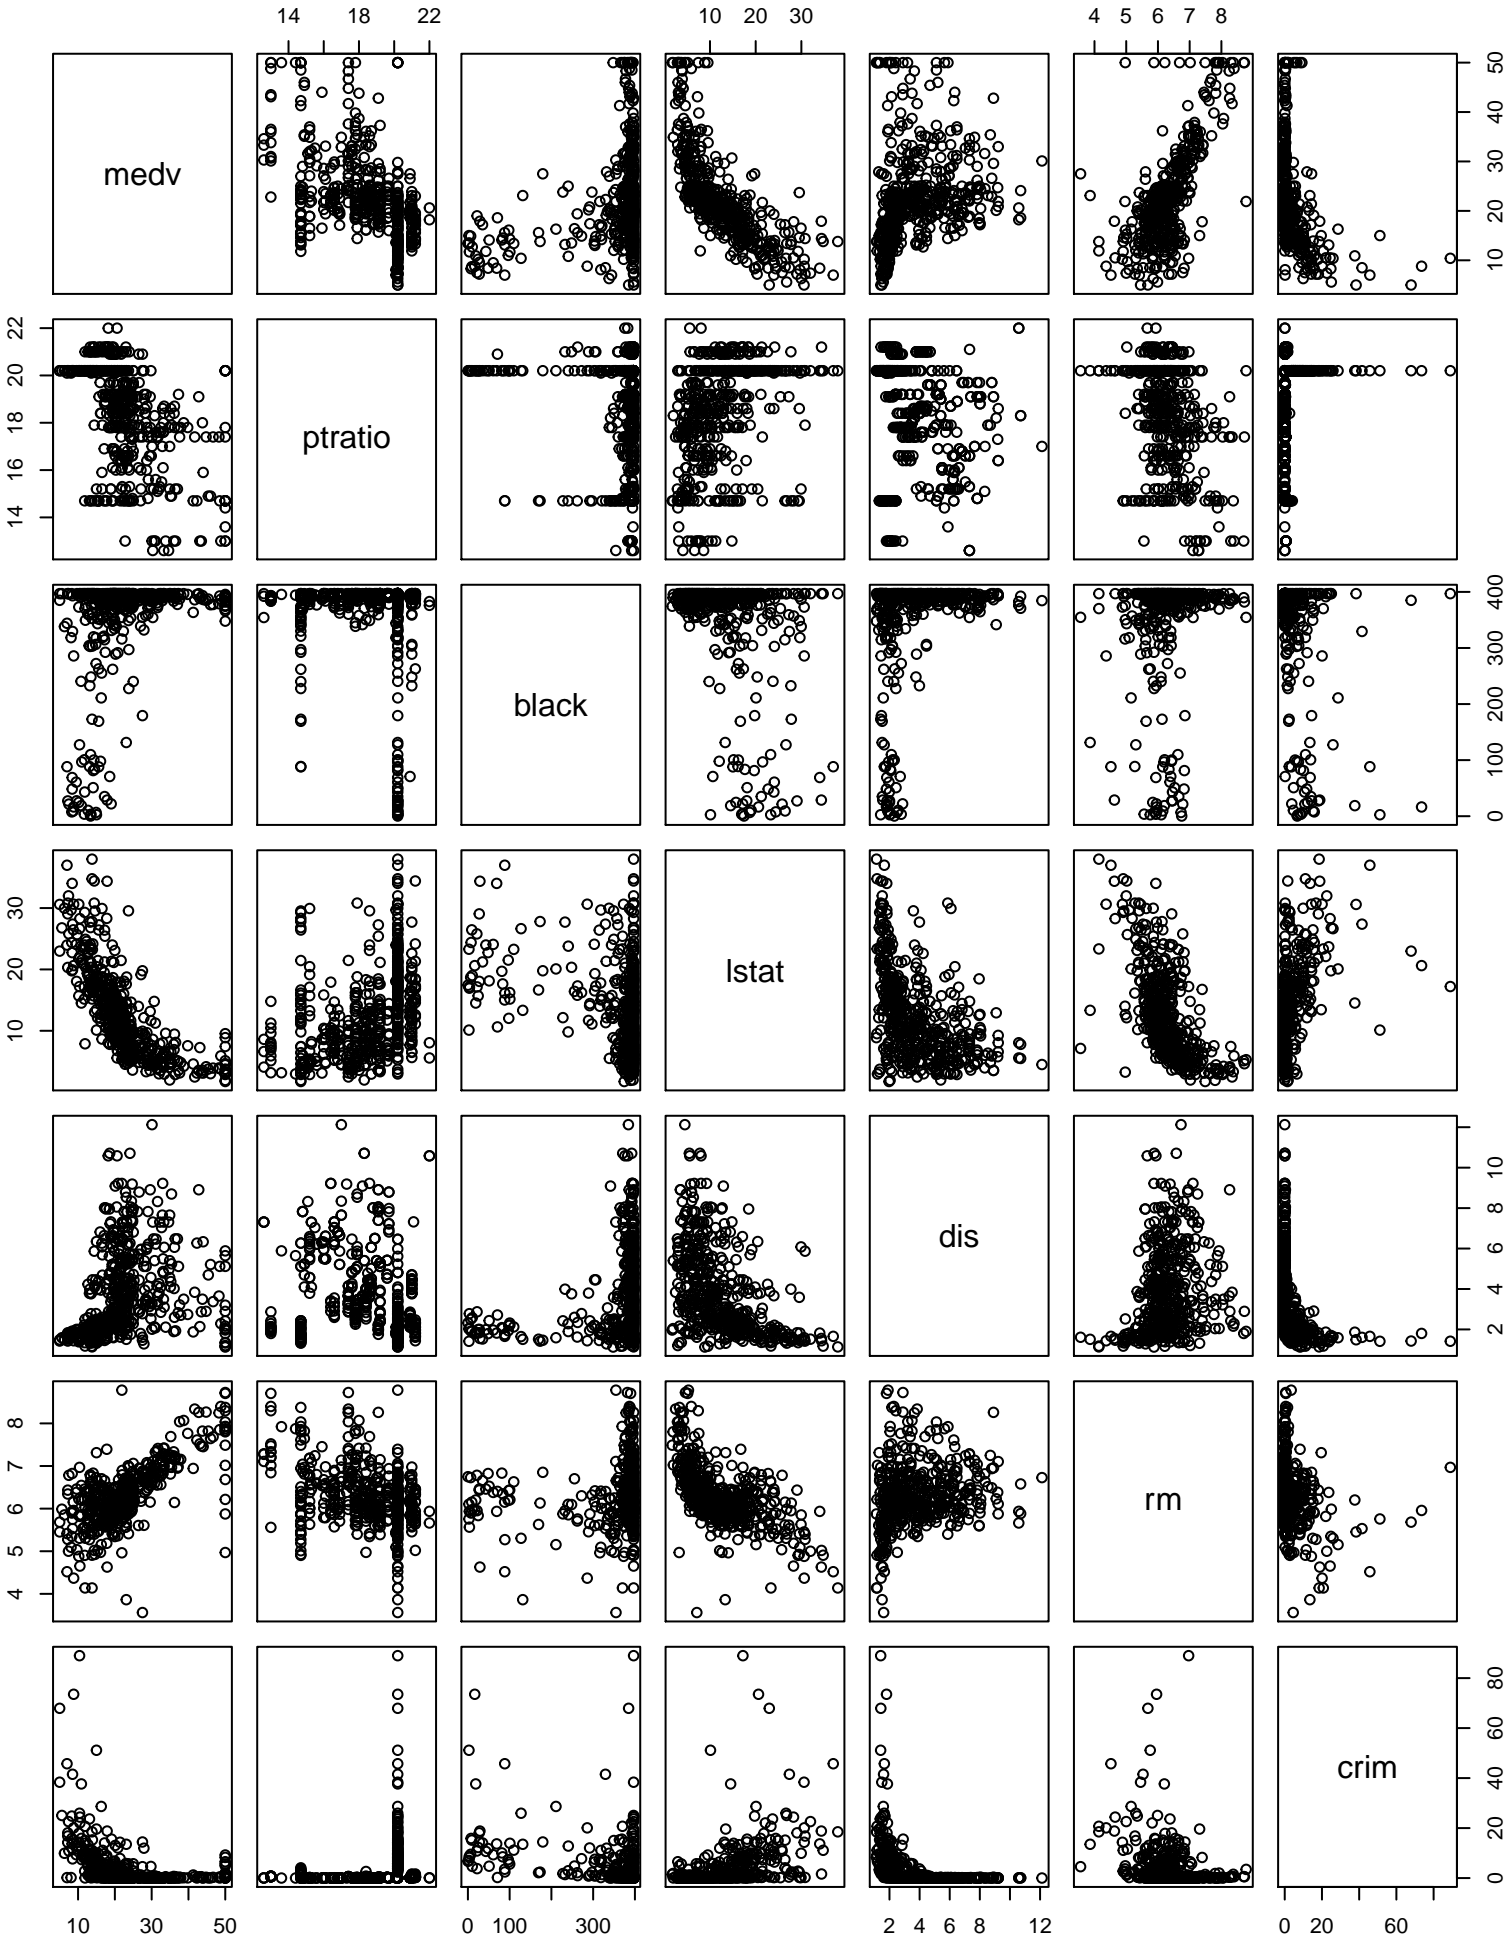 14 18 22 10 20 30 4 5 6 7 8
medv 10 20 30 40 50
14 16 18 20 22 ptratio
black 0 100 200 300 400
10 20 30 lstat
dis 2 4 6 8 10
4 5 6 7 8 rm
crim 0 20 40 60 80
10 30 50 0 100 300 2 4 6 8 12 0 20 60